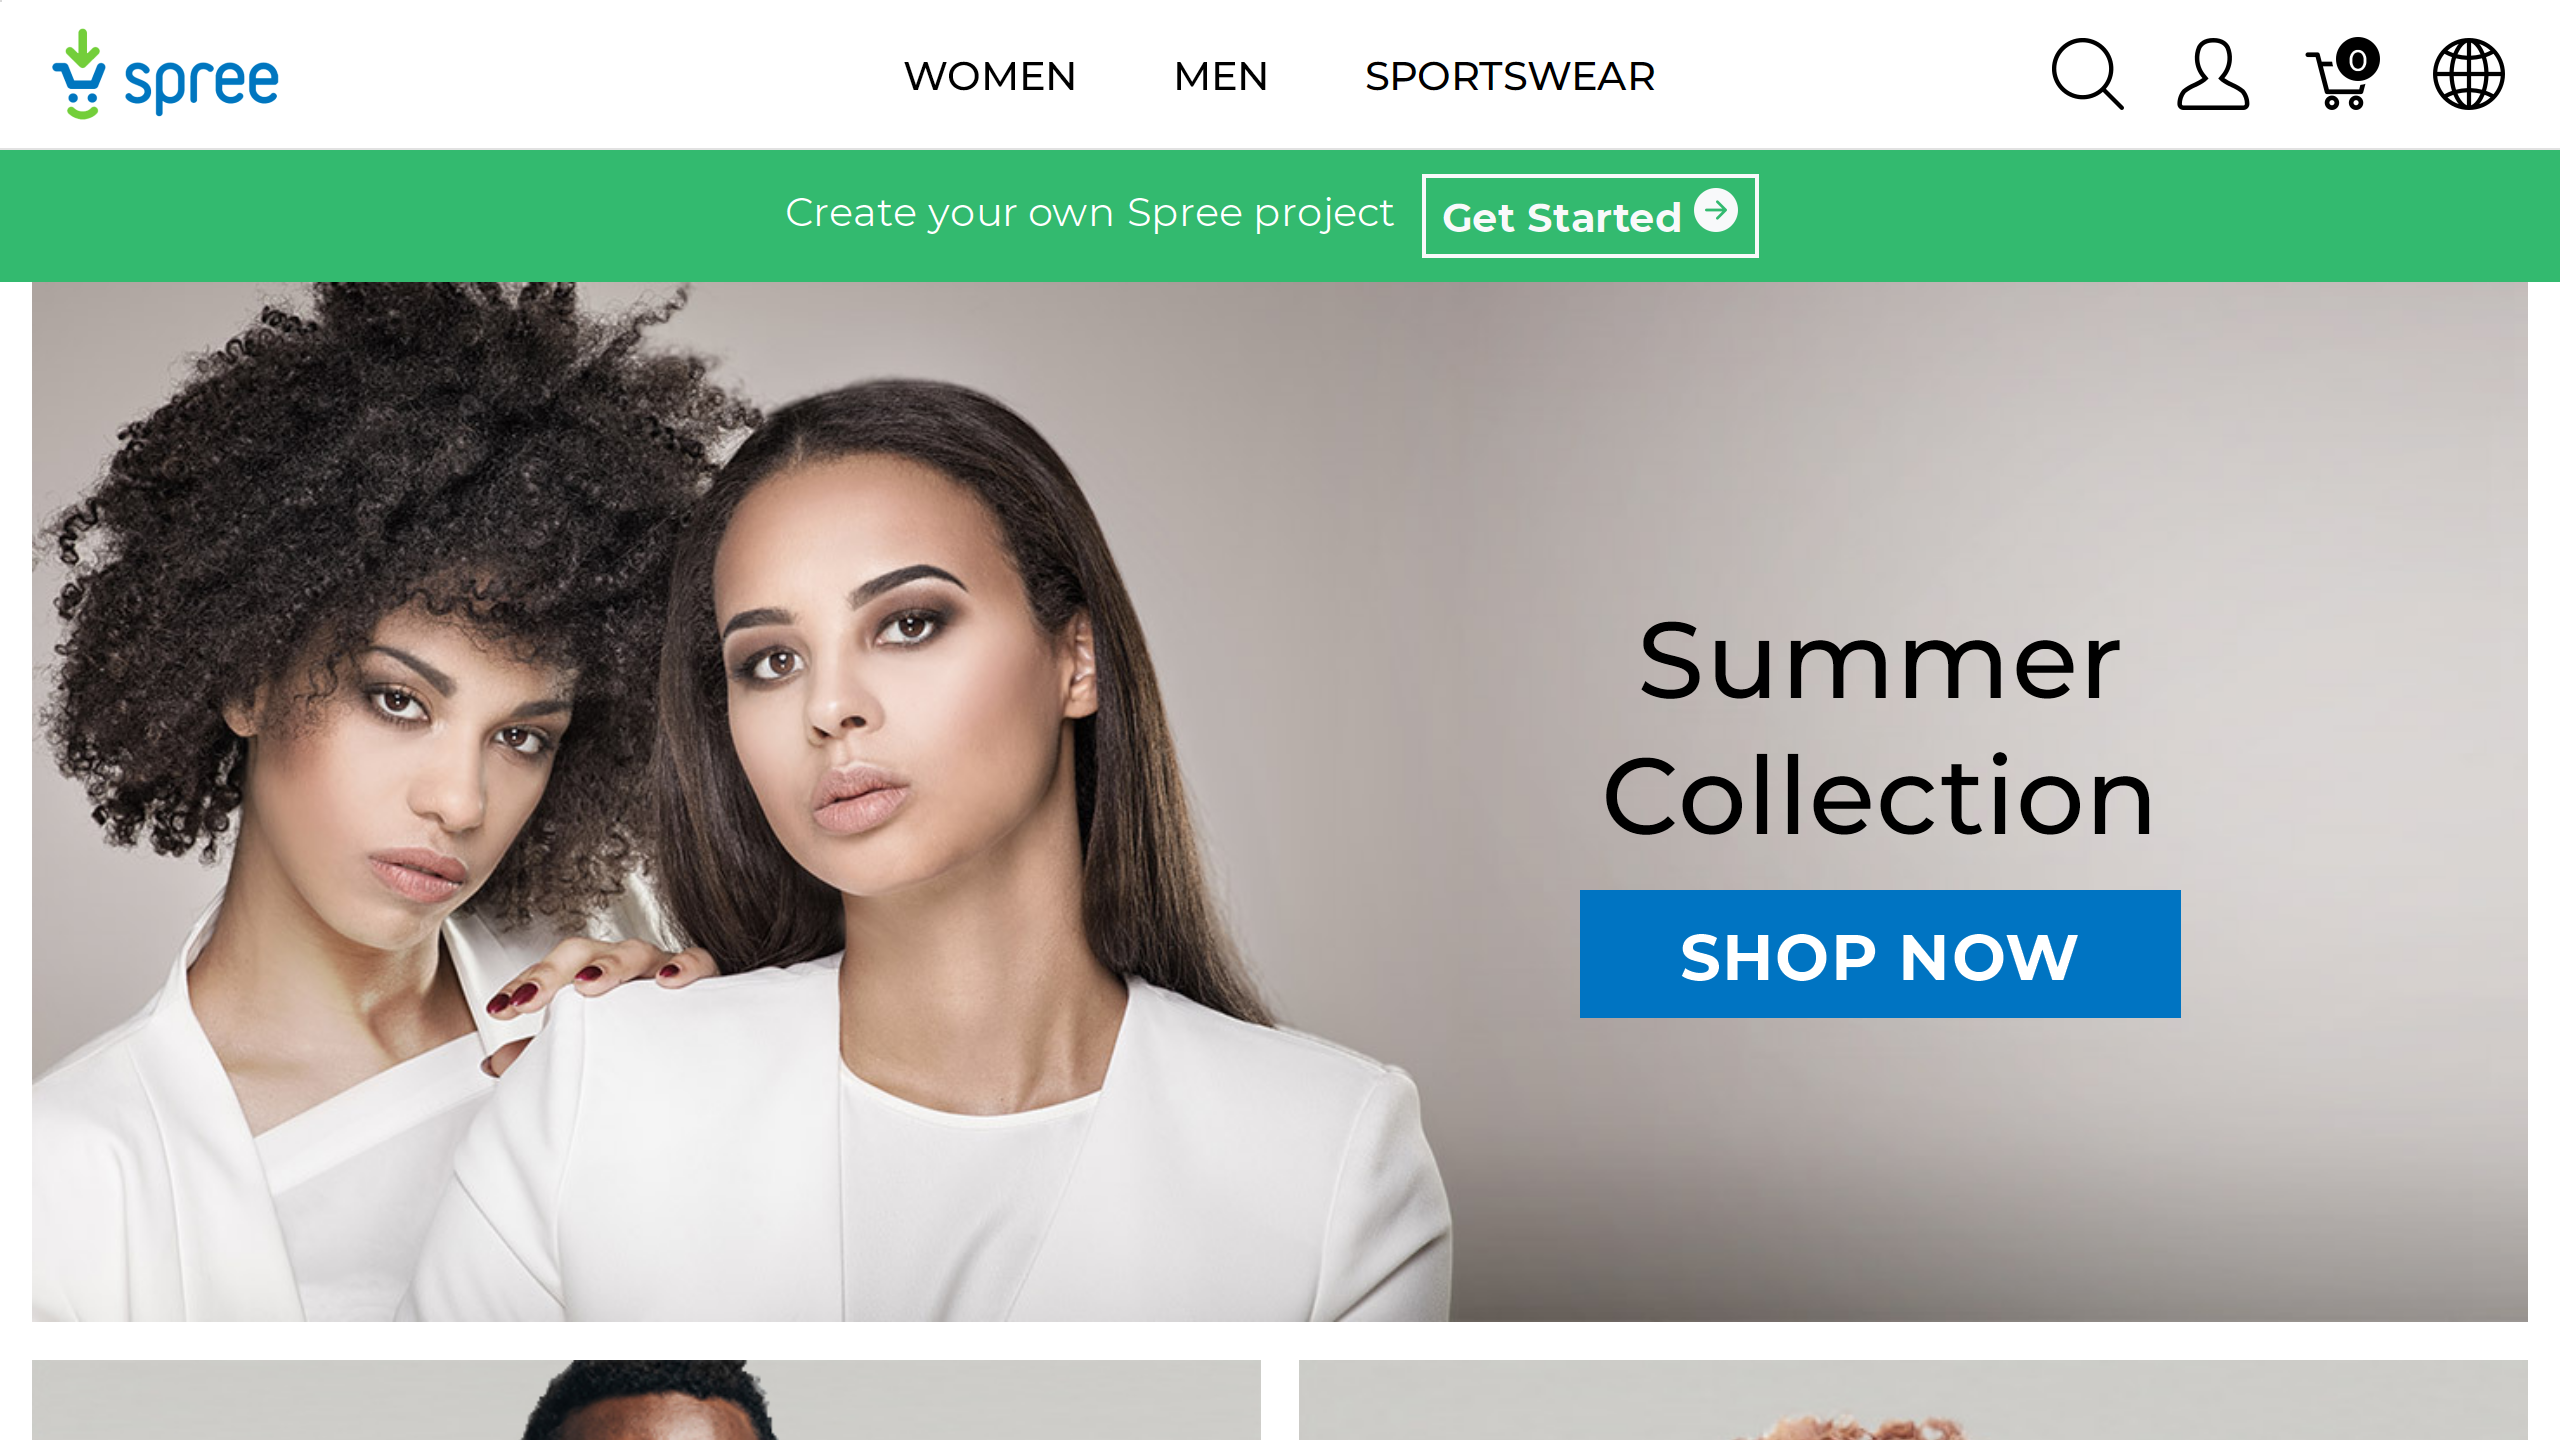 spree
WOMEN MEN SPORTSWEAR
0
Create your own Spree project Get Started
Summer
Collection
SHOP NOW